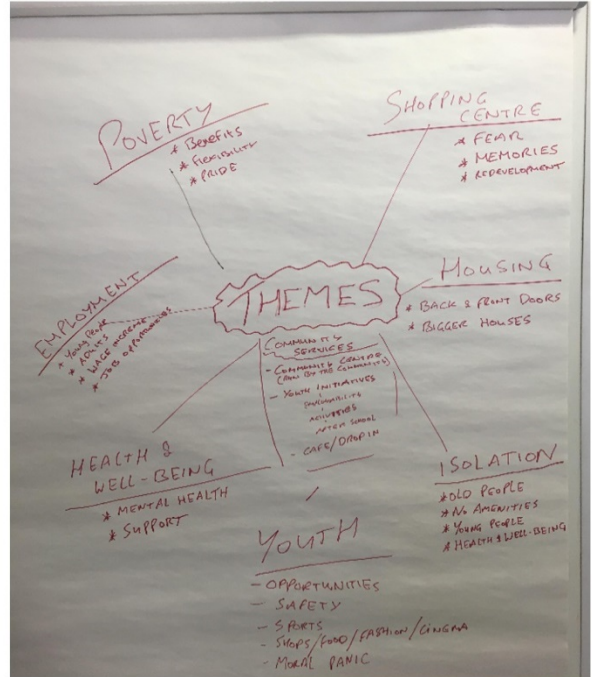 POVERTY
* BENEFITS
* FLEXIBILITY
* PRIDE
SHOPPING
CENTRE
* FEAR
* MEMORIES
* REDEVELOPMENT
THEMES
HOUSING
* BACK & FRONT DOORS
* BIGGER HOUSES
EMPLOYMENT
* YOUNG PEOPLE
* ADULTS
* WAGE INCREASE
* JOB OPPORTUNITIES
COMMUNITY
SERVICES
- COMMUNITY CENTRE
(RUN BY THE COMMUNITY)
- YOUTH INITIATIVES
ACTIVITIES
AFTER SCHOOL
- CAFE/DROP IN
HEALTH &
WELL-BEING
* MENTAL HEALTH
* SUPPORT
ISOLATION
* OLD PEOPLE
* NO AMENITIES
* YOUNG PEOPLE
* HEALTH & WELL-BEING
YOUTH
- OPPORTUNITIES
- SAFETY
- SPORTS
- SHOPS/FOOD/FASHION/CINEMA
- MORAL PANIC